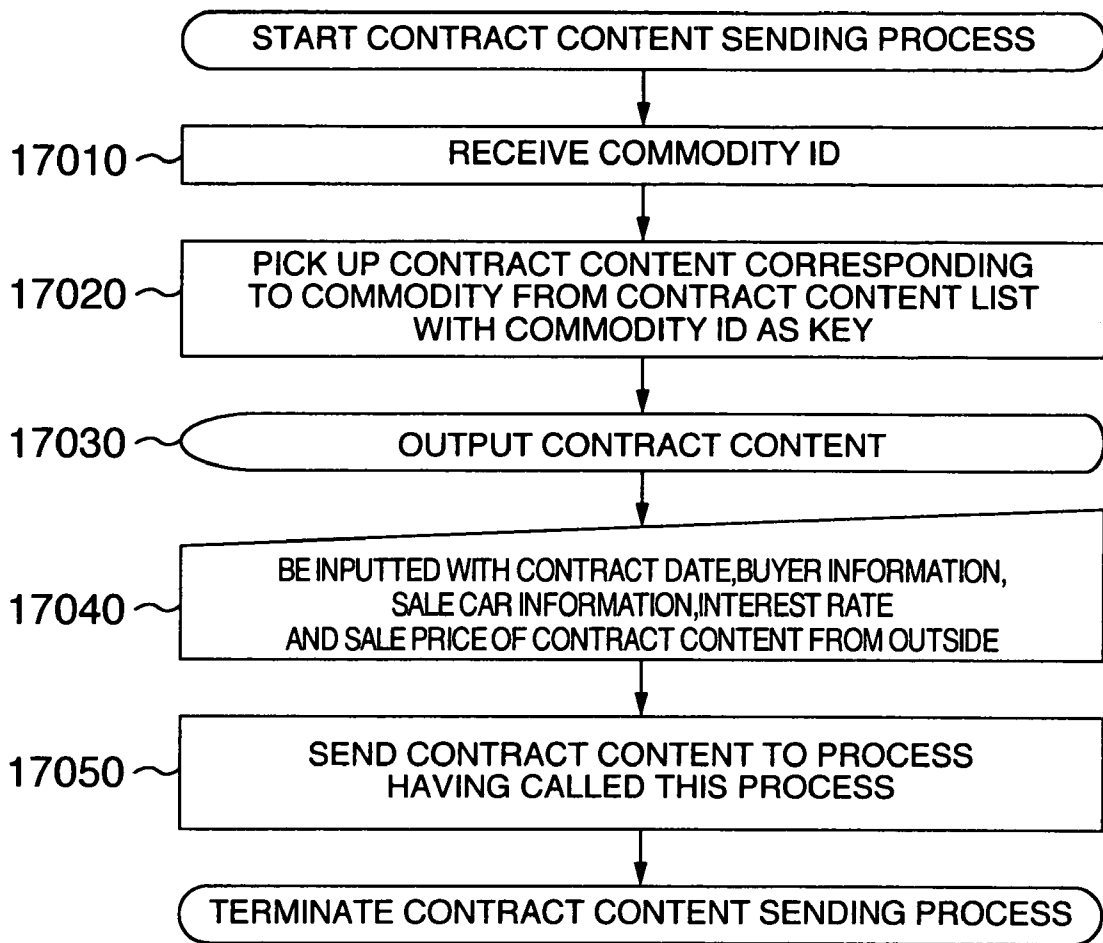 START CONTRACT CONTENT SENDING PROCESS
17010
RECEIVE COMMODITY ID
17020
PICK UP CONTRACT CONTENT CORRESPONDING
TO COMMODITY FROM CONTRACT CONTENT LIST
WITH COMMODITY ID AS KEY
17030
OUTPUT CONTRACT CONTENT
17040
BE INPUTTED WITH CONTRACT DATE,BUYER INFORMATION,
SALE CAR INFORMATION,INTEREST RATE
AND SALE PRICE OF CONTRACT CONTENT FROM OUTSIDE
17050
SEND CONTRACT CONTENT TO PROCESS
HAVING CALLED THIS PROCESS
TERMINATE CONTRACT CONTENT SENDING PROCESS